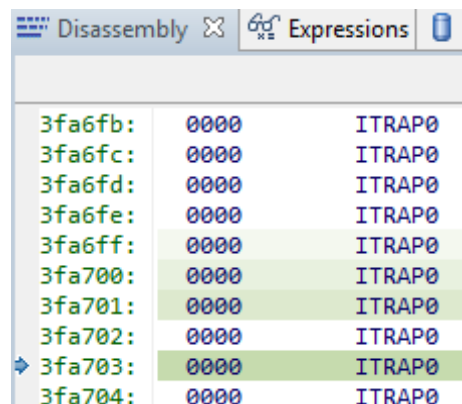 Disassembly Expressions
3fa6fb: 0000 ITRAP0
3fa6fc: 0000 ITRAP0
3fa6fd: 0000 ITRAP0
3fa6fe: 0000 ITRAP0
3fa6ff: 0000 ITRAP0
3fa700: 0000 ITRAP0
3fa701: 0000 ITRAP0
3fa702: 0000 ITRAP0
3fa703: 0000 ITRAP0
3fa704: 0000 ITRAP0